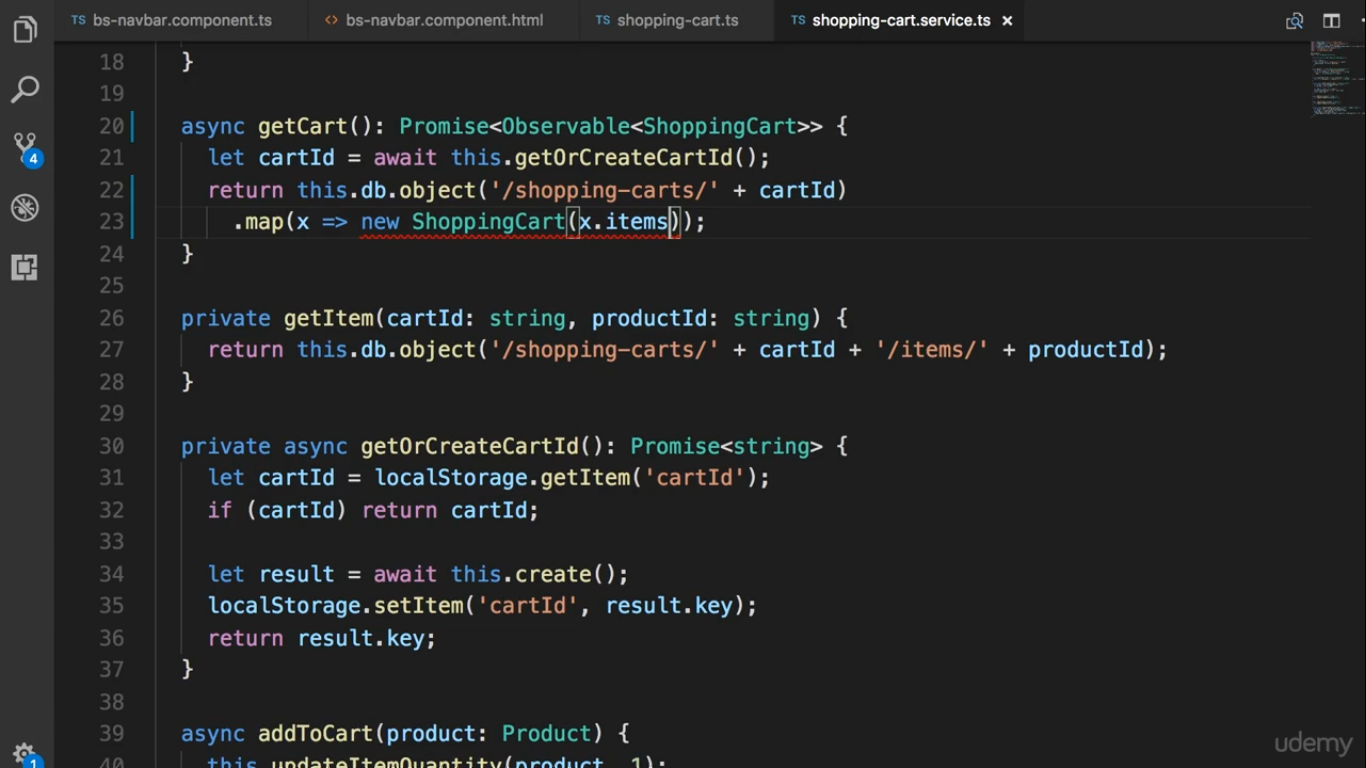 TS bs-navbar.component.ts <> bs-navbar.component.html TS shopping-cart.ts TS shopping-cart.service.ts ×
18 }
19
20 async getCart(): Promise<Observable<ShoppingCart>> {
21 let cartId = await this.getOrCreateCartId();
22 return this.db.object('/shopping-carts/' + cartId)
23 .map(x => new ShoppingCart(x.items));
24 }
25
26 private getItem(cartId: string, productId: string) {
27 return this.db.object('/shopping-carts/' + cartId + '/items/' + productId);
28 }
29
30 private async getOrCreateCartId(): Promise<string> {
31 let cartId = localStorage.getItem('cartId');
32 if (cartId) return cartId;
33
34 let result = await this.create();
35 localStorage.setItem('cartId', result.key);
36 return result.key;
37 }
38
39 async addToCart(product: Product) {
40 this.updateItemQuantity(product, 1);
4
1
udemy